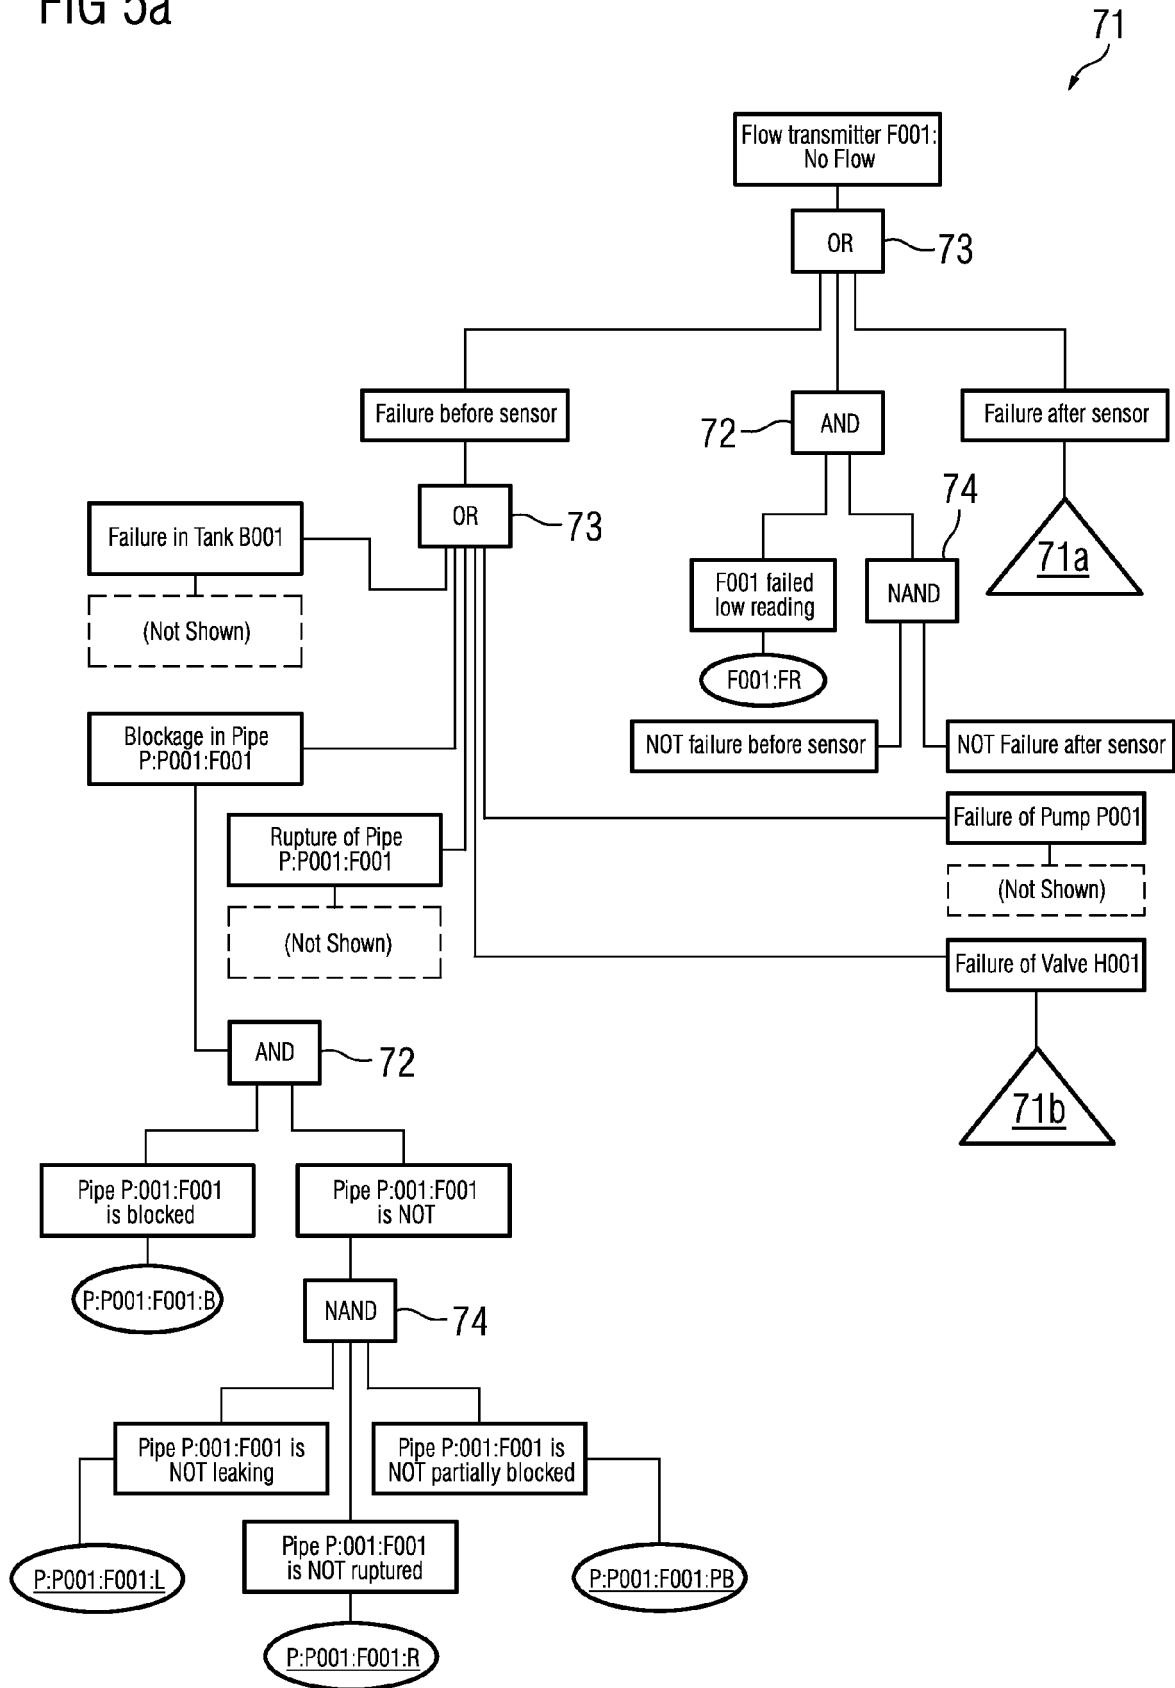 FIG 5a
71
Flow transmitter F001:
No Flow
OR
73
Failure before sensor
72
AND
Failure after sensor
OR
73
74
71a
Failure in Tank B001
(Not Shown)
F001 failed
low reading
NAND
F001:FR
NOT failure before sensor
NOT Failure after sensor
Blockage in Pipe
P:P001:F001
Rupture of Pipe
P:P001:F001
(Not Shown)
Failure of Pump P001
(Not Shown)
Failure of Valve H001
71b
AND
72
Pipe P:001:F001
is blocked
Pipe P:001:F001
is NOT
P:P001:F001:B
NAND
74
Pipe P:001:F001 is
NOT leaking
Pipe P:001:F001 is
NOT partially blocked
Pipe P:001:F001
is NOT ruptured
P:P001:F001:L
P:P001:F001:PB
P:P001:F001:R